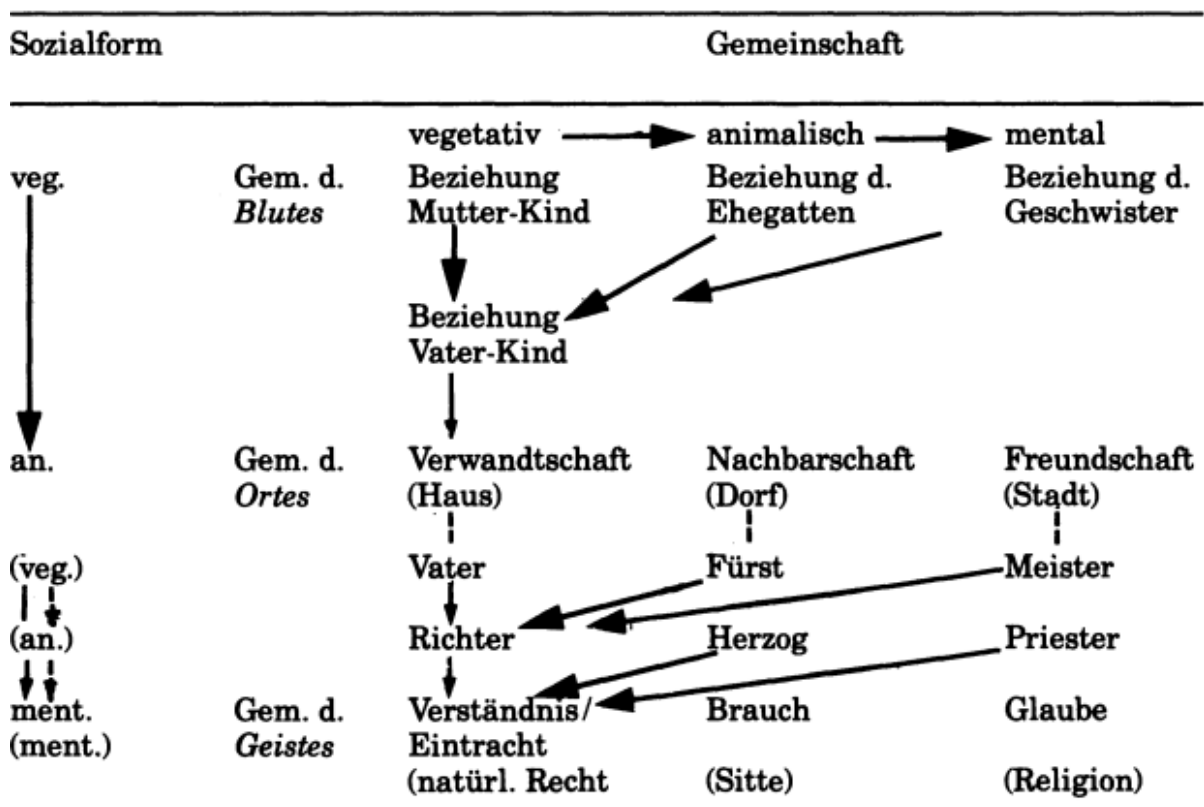 Sozialform Gemeinschaft
vegetativ animalisch mental
veg. Gem. d. Beziehung Beziehung d. Beziehung d.
Blutes Mutter-Kind Ehegatten Geschwister
Beziehung
Vater-Kind
an. Gem. d. Verwandtschaft Nachbarschaft Freundschaft
Ortes (Haus) (Dorf) (Stadt)
(veg.) Vater Fürst Meister
(an.) Richter Herzog Priester
ment. Gem. d. Verständnis/ Brauch Glaube
(ment.) Geistes Eintracht
(natürl. Recht (Sitte) (Religion)